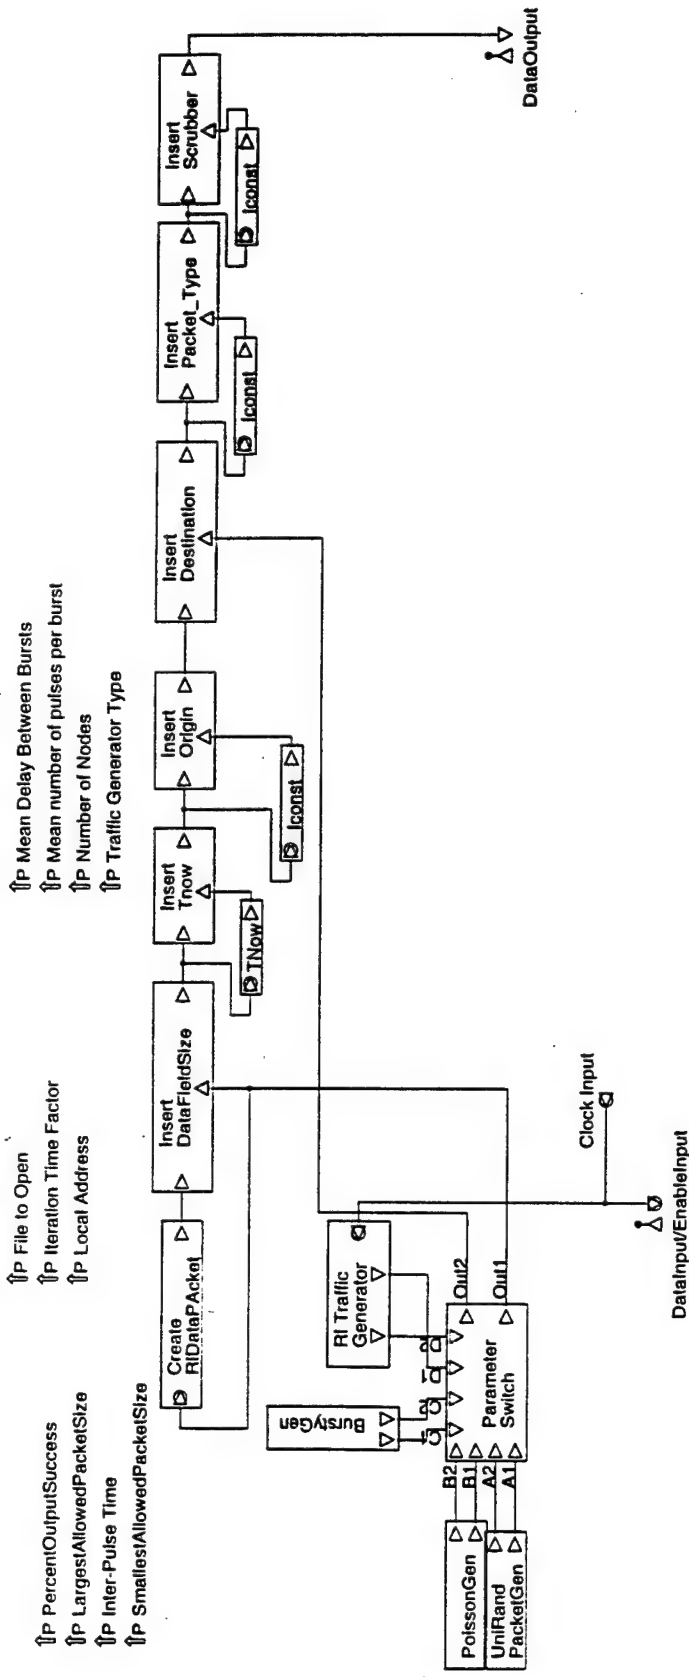 ⇑P PercentOutputSuccess
⇑P LargestAllowedPacketSize
⇑P Inter-Pulse Time
⇑P SmallestAllowedPacketSize
⇑P File to Open
⇑P Iteration Time Factor
⇑P Local Address
⇑P Mean Delay Between Bursts
⇑P Mean number of pulses per burst
⇑P Number of Nodes
⇑P Traffic Generator Type
Create
RIDataPAcket
Insert
DataFieldSize
Insert
Tnow
Insert
Origin
Insert
Destination
Insert
Packet_Type
Insert
Scrubber
TNow
Iconst
Iconst
Iconst
DataOutput
RI Traffic
Generator
BurstyGen
PoissonGen
UniRand
PacketGen
B2
B1
A2
A1
Parameter
Switch
Out2
Out1
Clock Input
DataInput/EnableInput